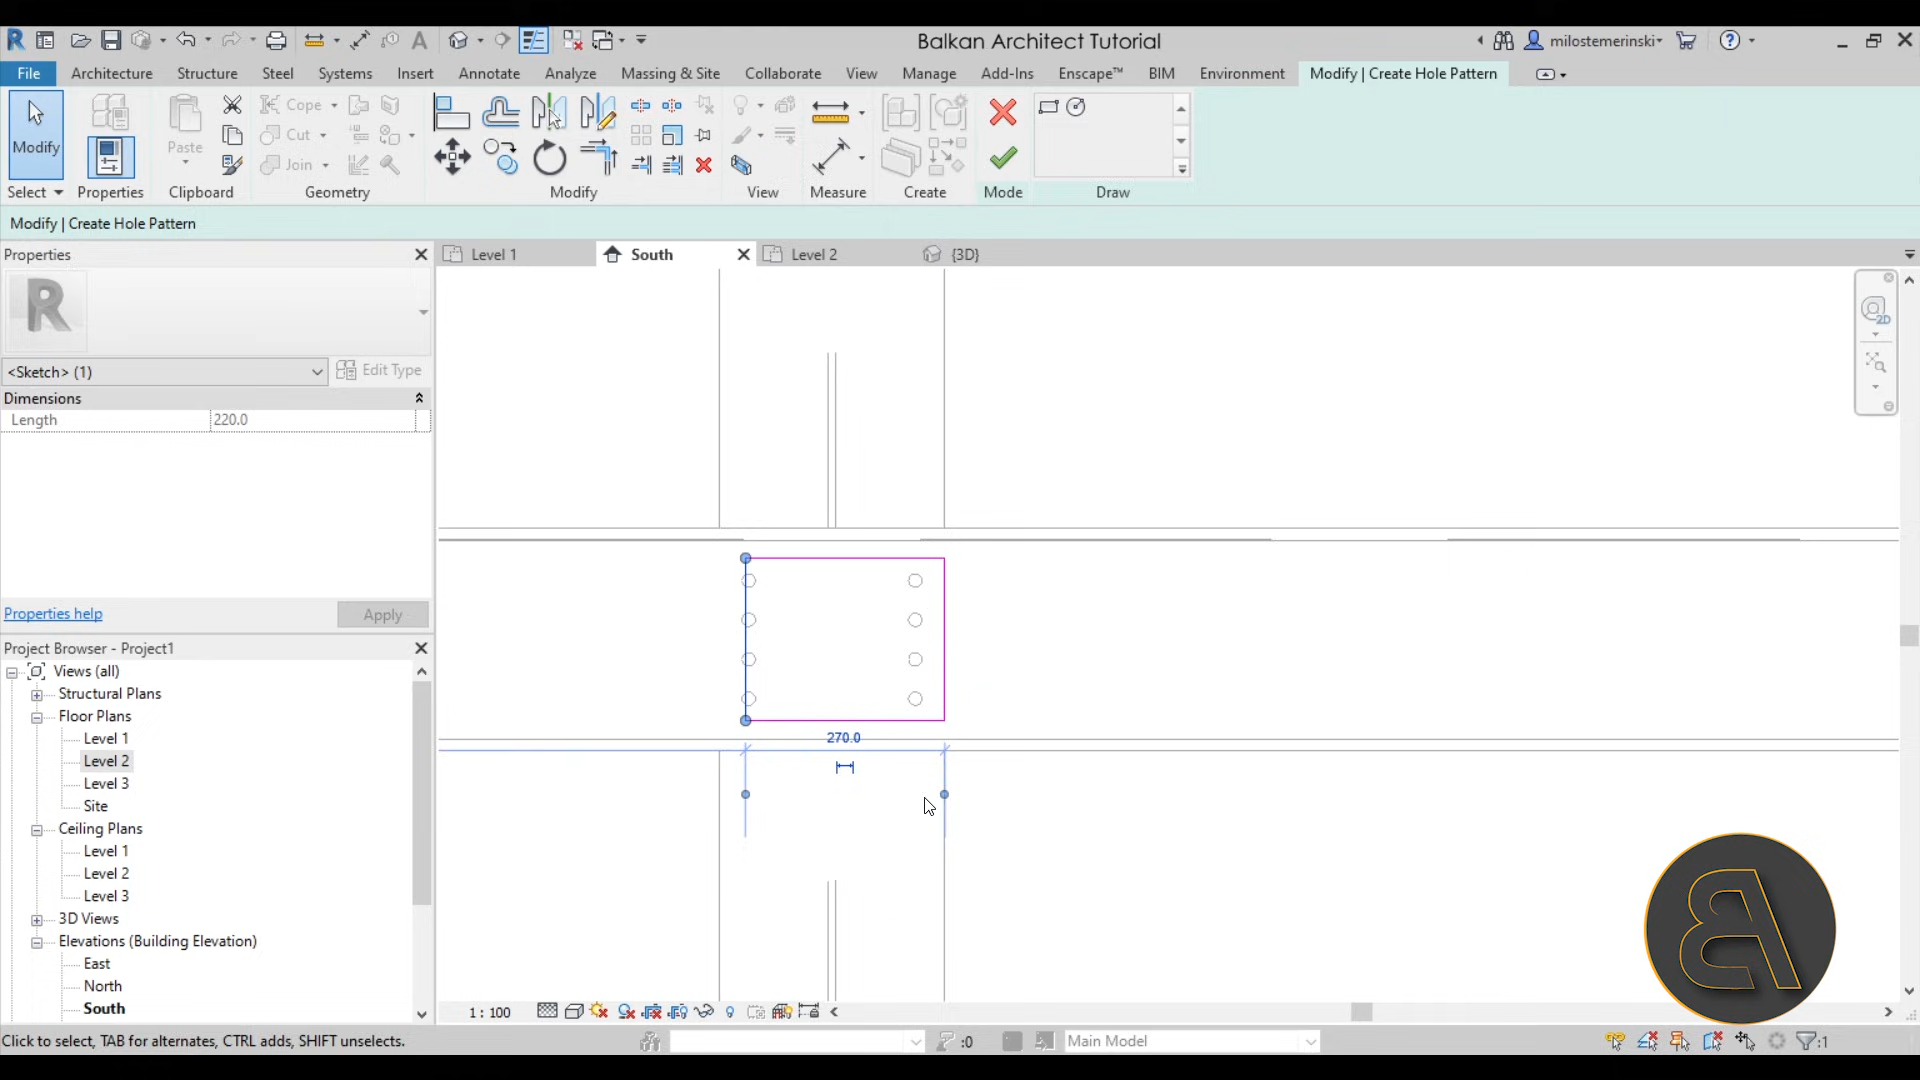 Balkan Architect Tutorial
milostemerinski
File Architecture Structure Steel Systems Insert Annotate Analyze Massing & Site Collaborate View Manage Add-Ins Enscape™ BIM Environment Modify | Create Hole Pattern
Cope
Cut
Modify Paste Join
Select Properties Clipboard Geometry Modify View Measure Create Mode Draw
Modify | Create Hole Pattern
Properties
Level 1 South Level 2 {3D}
2D
R
<Sketch> (1) Edit Type
Dimensions
Length 220.0
Properties help Apply
270.0
Project Browser - Project1
Views (all)
Structural Plans
Floor Plans
Level 1
Level 2
Level 3
Site
Ceiling Plans
Level 1
Level 2
Level 3
3D Views
Elevations (Building Elevation)
East
North
South
1 : 100
Click to select, TAB for alternates, CTRL adds, SHIFT unselects.
:0
Main Model
:1